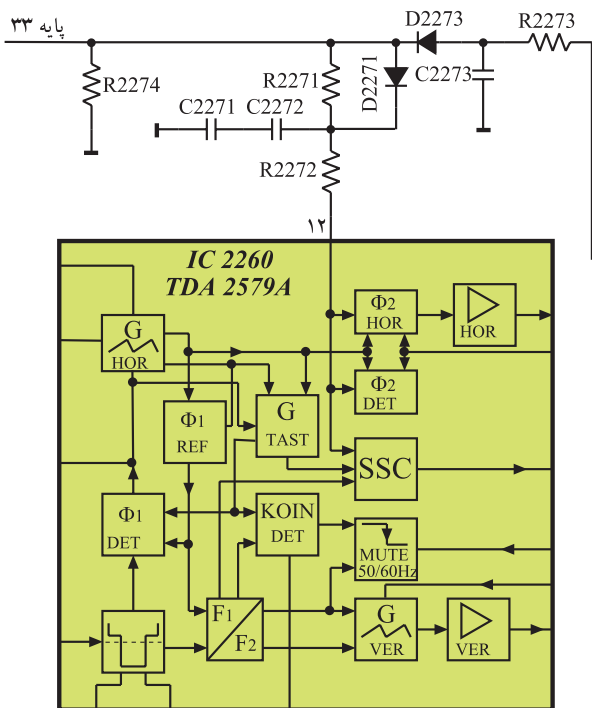 پایه ۳۳
D2273
R2273
R2274
R2271
D2271
C2273
C2271
C2272
R2272
۱۲
IC 2260
TDA 2579A
G
HOR
Φ2
HOR
HOR
Φ1
REF
G
TAST
Φ2
DET
SSC
Φ1
DET
KOIN
DET
MUTE
50/60Hz
F1
F2
G
VER
VER